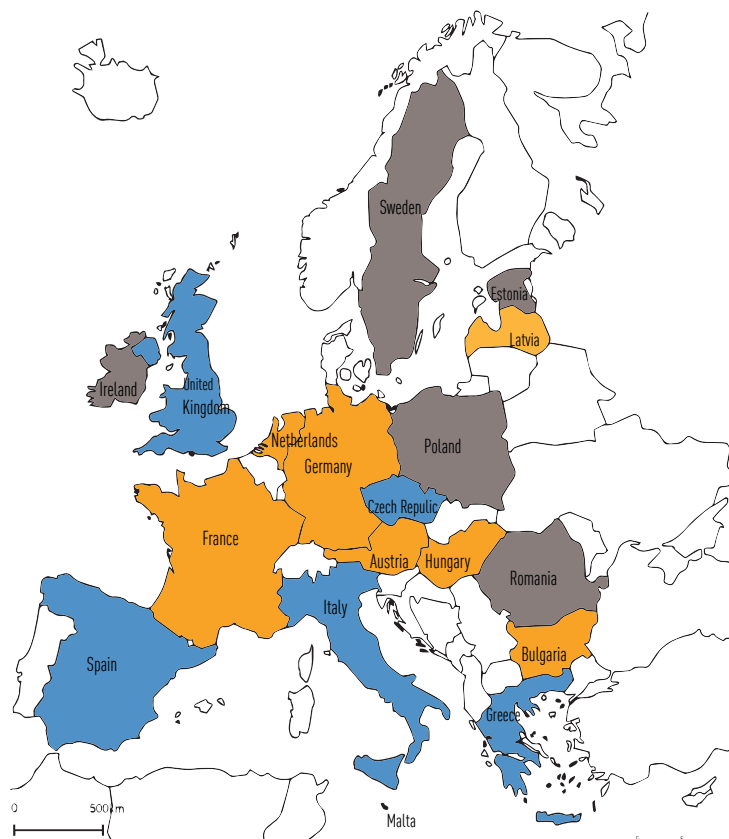 Sweden
Estonia
Latvia
Ireland
United
Kingdom
Netherlands
Germany
Poland
Czech Repulic
France
Austria
Hungary
Romania
Italy
Bulgaria
Spain
Greece
Malta
0